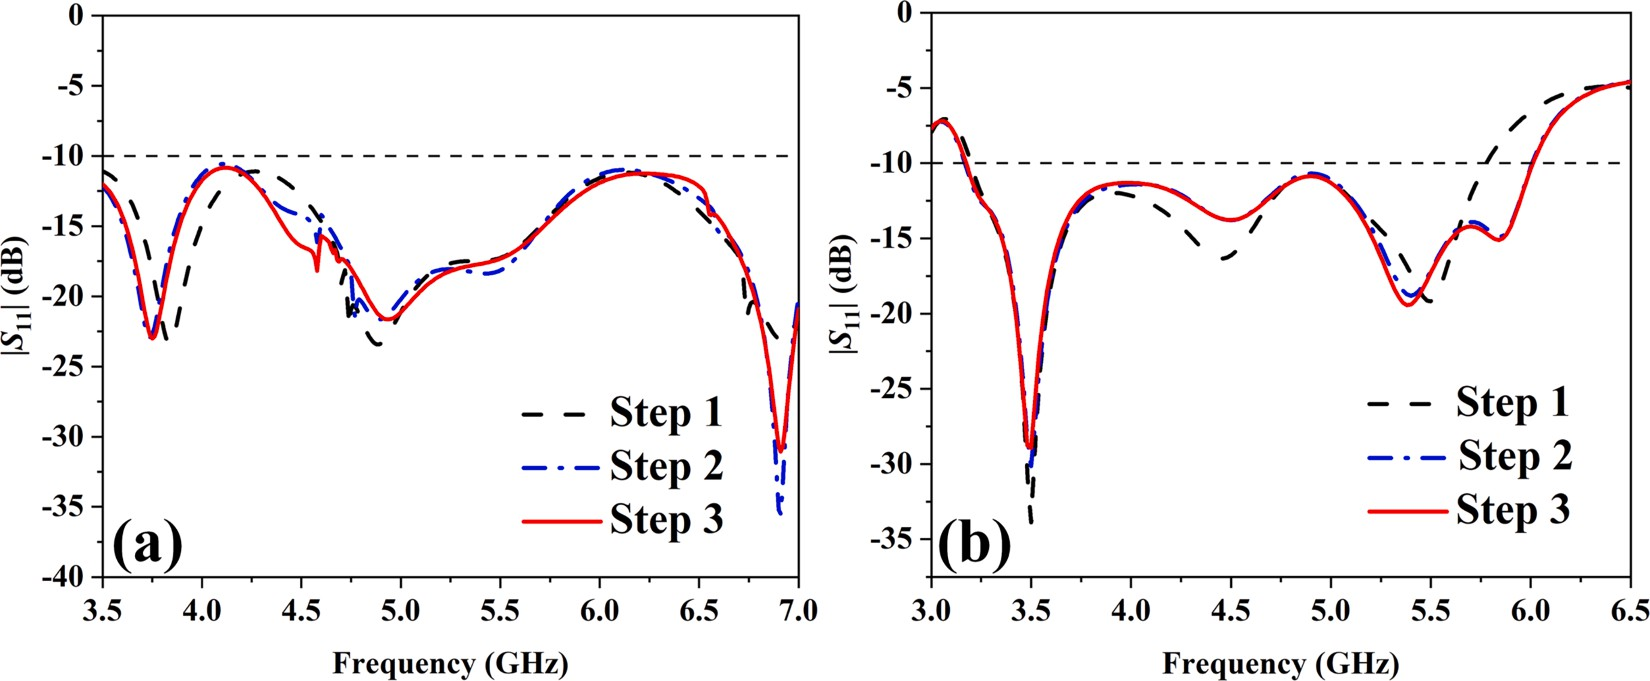 0
-5
-10
-15
-20
-25
-30
-35
-40
|S11| (dB)
Step 1
Step 2
Step 3
(a)
3.5 4.0 4.5 5.0 5.5 6.0 6.5 7.0
Frequency (GHz)
0
-5
-10
-15
-20
-25
-30
-35
|S11| (dB)
Step 1
Step 2
Step 3
(b)
3.0 3.5 4.0 4.5 5.0 5.5 6.0 6.5
Frequency (GHz)